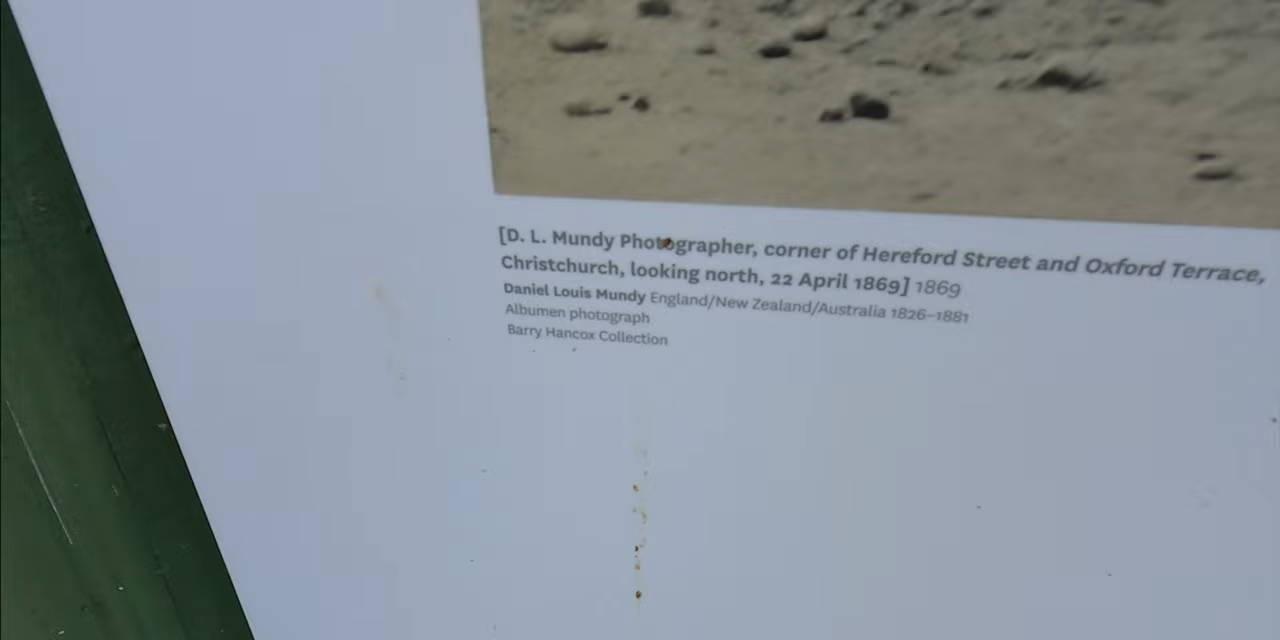 [D. L. Mundy Photographer, corner of Hereford Street and Oxford Terrace,
Christchurch, looking north, 22 April 1869] 1869
Daniel Louis Mundy England/New Zealand/Australia 1826–1881
Albumen photograph
Barry Hancox Collection